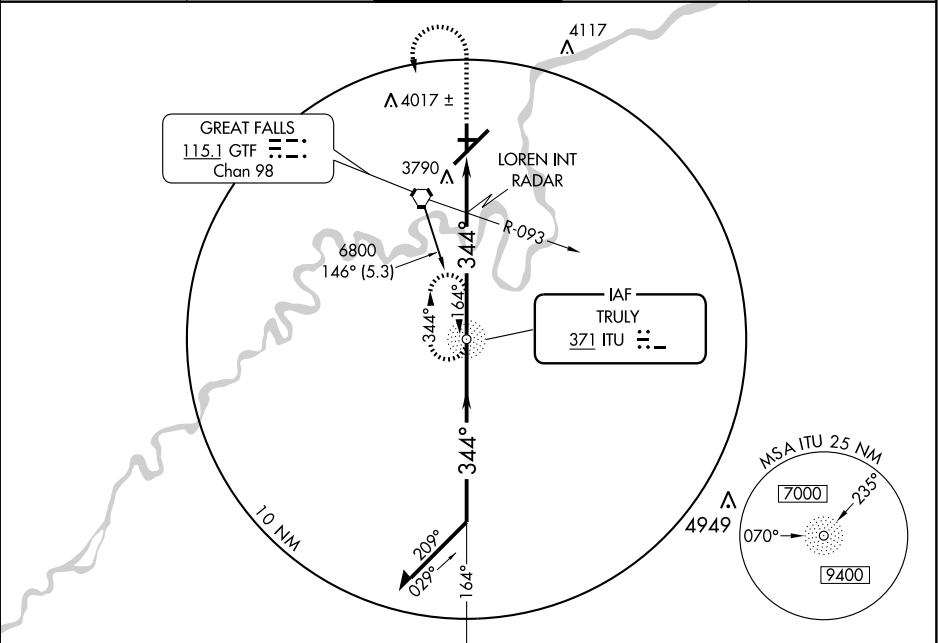 4117
4017 ±
GREAT FALLS
115.1 GTF
Chan 98
3790
LOREN INT
RADAR
R-093
344°
6800
146° (5.3)
344°
164°
IAF
TRULY
371 ITU
344°
10 NM
209°
029°
164°
4949
MSA ITU 25 NM
7000
235°
070°
9400